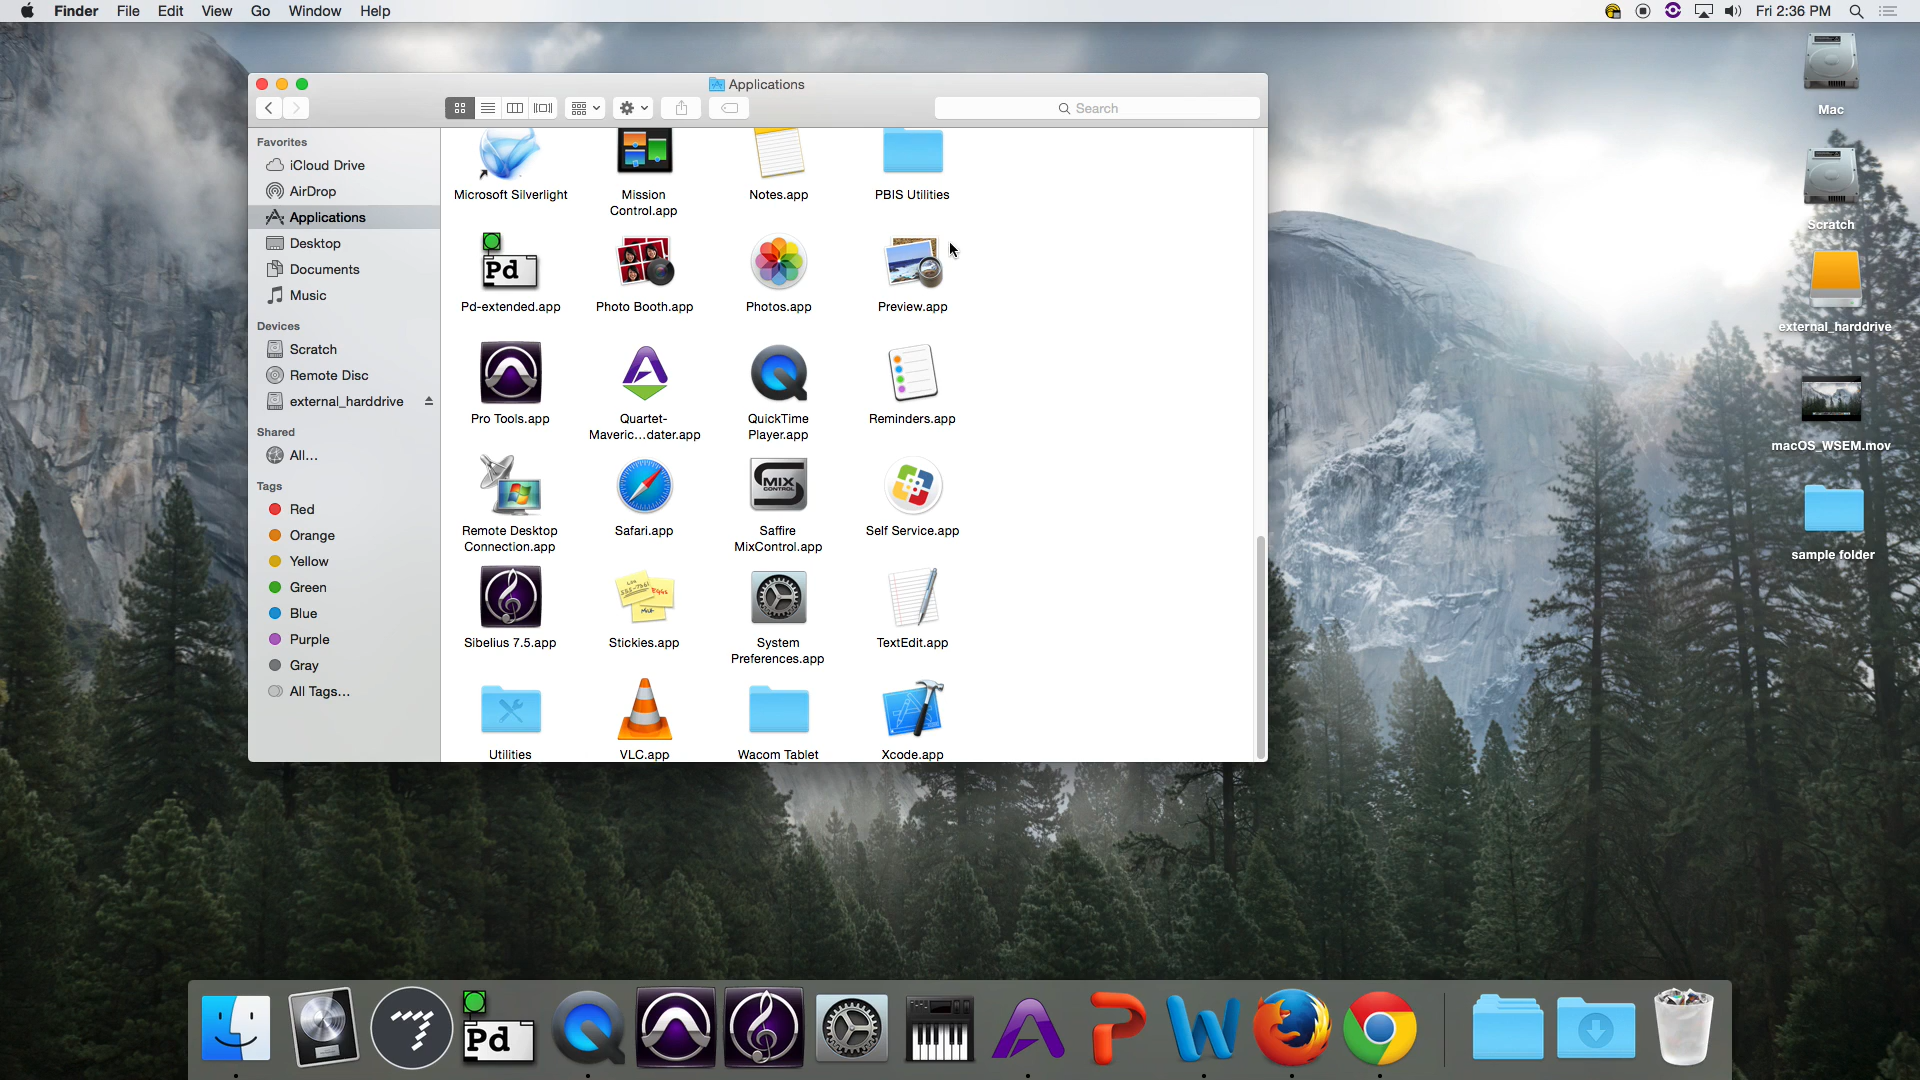 Finder File Edit View Go Window Help
Fri 2:36 PM
Applications
Search
Favorites
iCloud Drive
AirDrop
Applications
Desktop
Documents
Music
Devices
Scratch
Remote Disc
external_harddrive
Shared
All...
Tags
Red
Orange
Yellow
Green
Blue
Purple
Gray
All Tags...
Microsoft Silverlight
Mission
Control.app
Notes.app
PBIS Utilities
Pd
Pd-extended.app
Photo Booth.app
Photos.app
Preview.app
Pro Tools.app
Quartet-
Maveric...dater.app
QuickTime
Player.app
Reminders.app
MIX
CONTROL
Remote Desktop
Connection.app
Safari.app
Saffire
MixControl.app
Self Service.app
EGGS
MILK
Sibelius 7.5.app
Stickies.app
System
Preferences.app
TextEdit.app
Utilities
VLC.app
Wacom Tablet
Xcode.app
Mac
Scratch
external_harddrive
macOS_WSEM.mov
sample folder
Pd